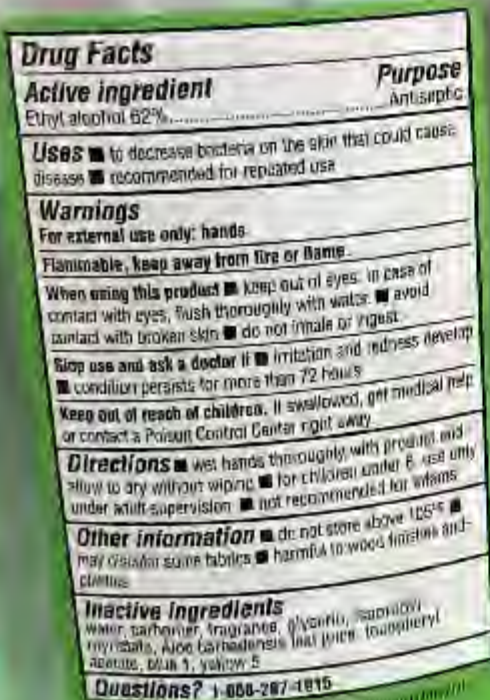 Drug Facts
Active ingredient Purpose
Ethyl alcohol 62%.......................................Antiseptic
Uses ■ to decrease bacteria on the skin that could cause
disease ■ recommended for repeated use
Warnings
For external use only: hands
Flammable, keep away from fire or flame.
When using this product ■ keep out of eyes. In case of
contact with eyes, flush thoroughly with water. ■ avoid
contact with broken skin ■ do not inhale or ingest
Stop use and ask a doctor if ■ irritation and redness develop
■ condition persists for more than 72 hours
Keep out of reach of children. If swallowed, get medical help
or contact a Poison Control Center right away
Directions ■ wet hands thoroughly with product and
allow to dry without wiping ■ for children under 6, use only
under adult supervision ■ not recommended for infants
Other information ■ do not store above 105°F ■
may discolor some fabrics ■ harmful to wood finishes and
plastics
Inactive ingredients
water, carbomer, fragrance, glycerin, isopropyl
myristate, Aloe barbadensis leaf juice, tocopheryl
acetate, blue 1, yellow 5
Questions?